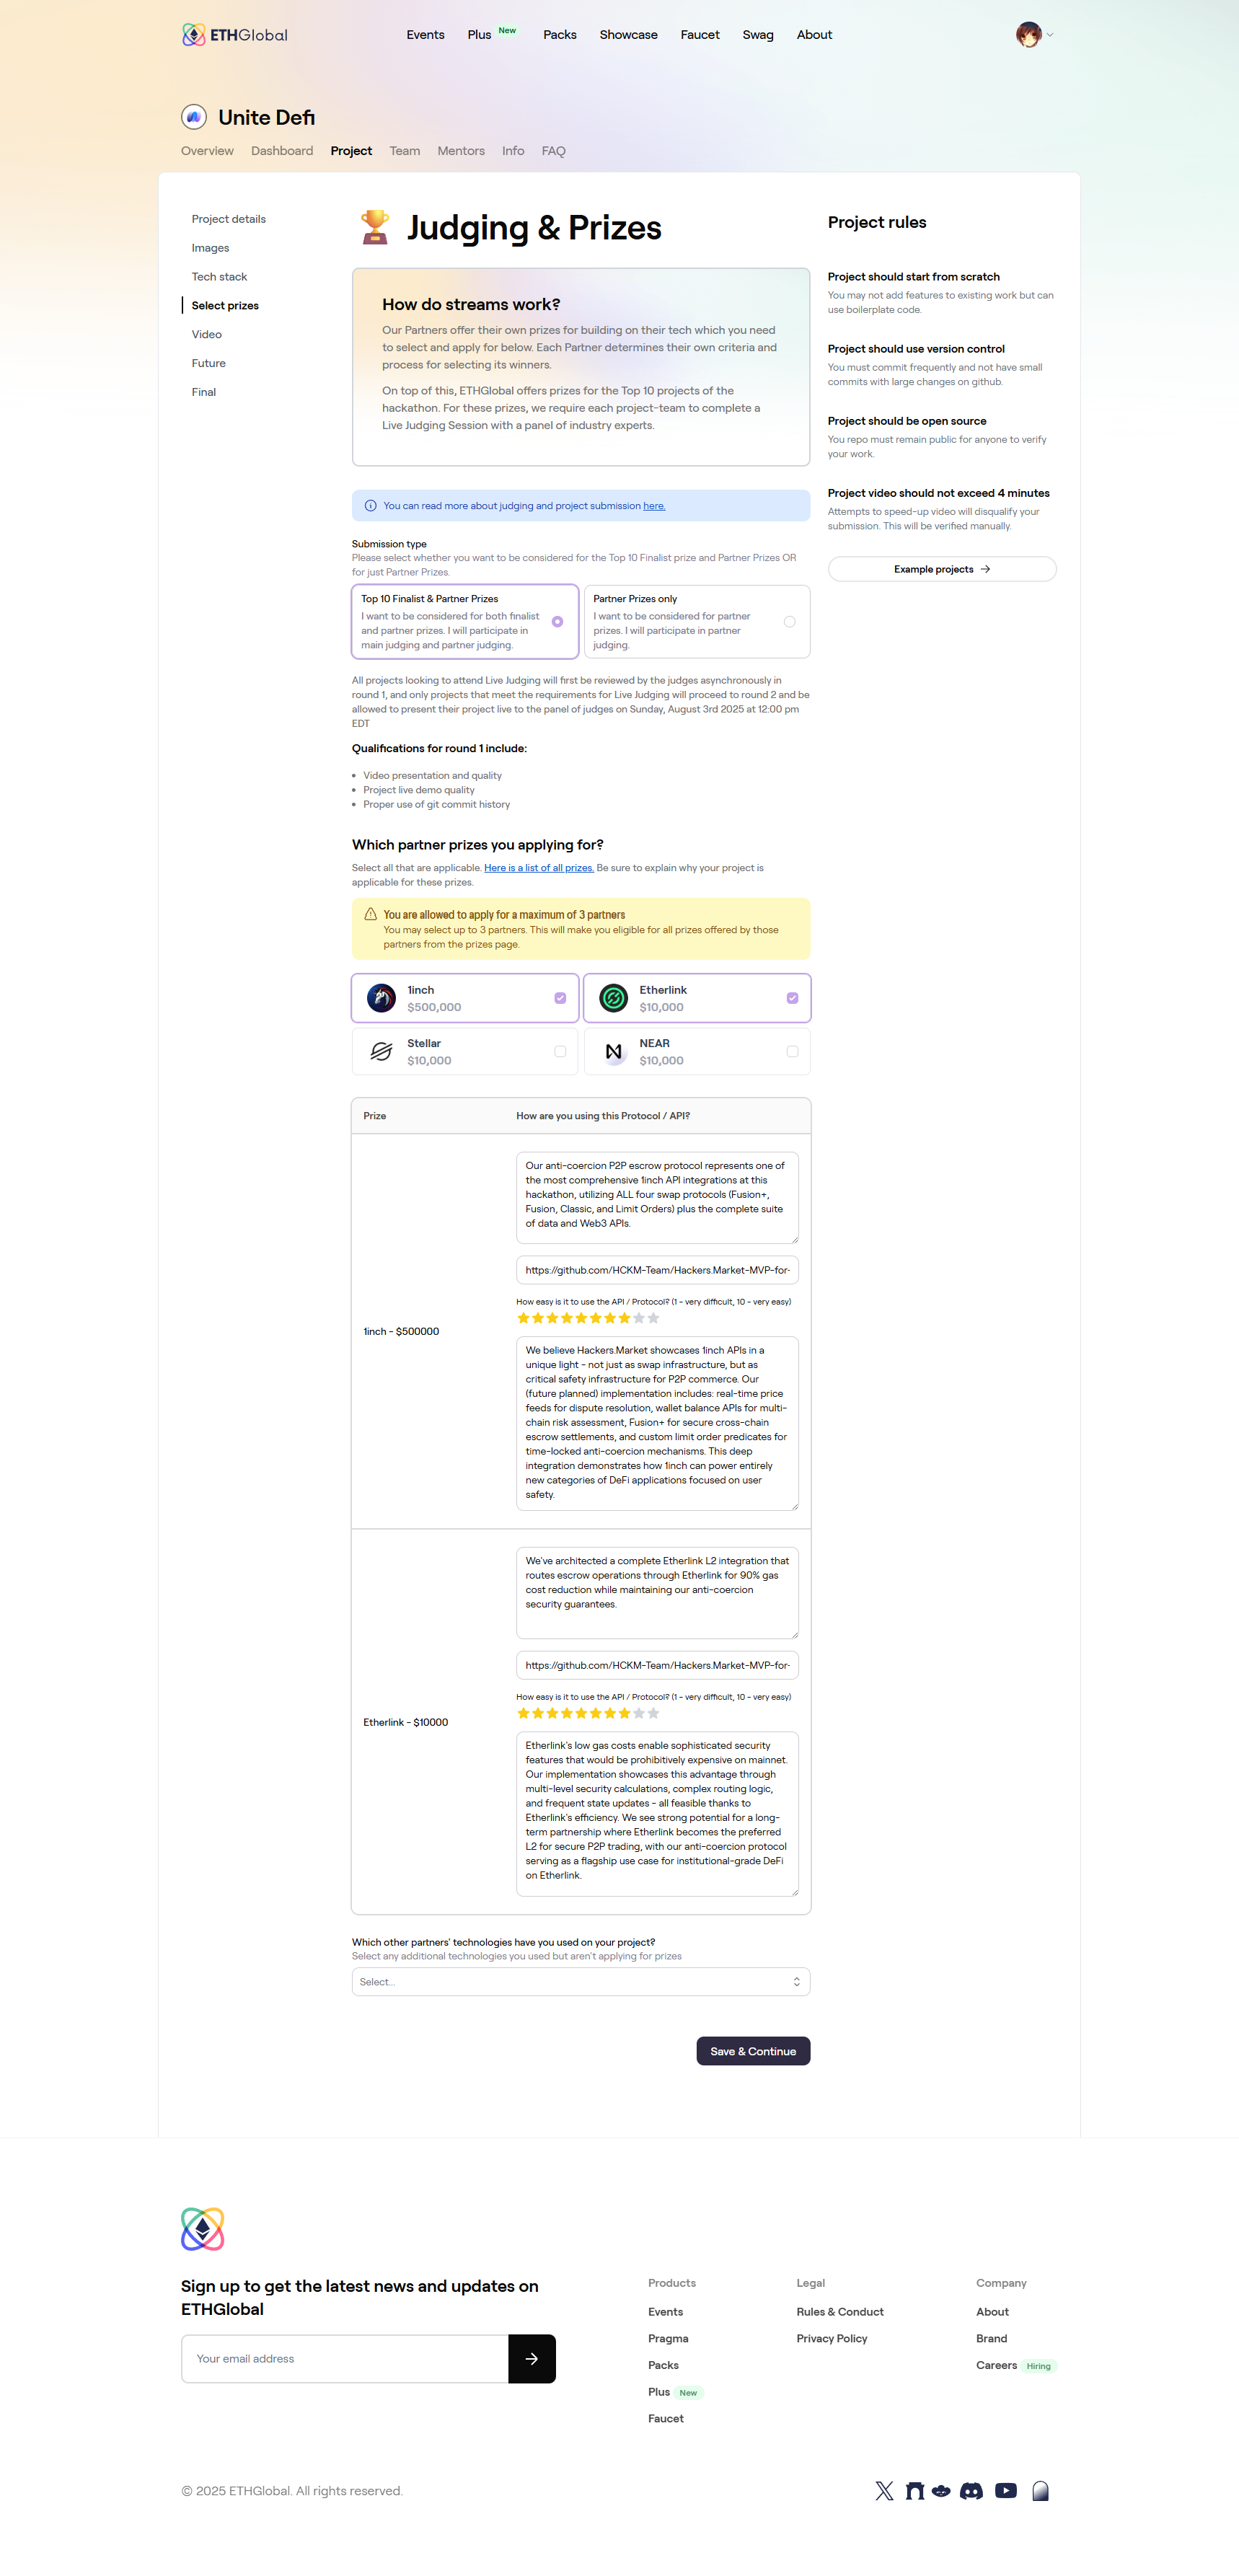 ETHGlobal
Events
Plus New
Packs
Showcase
Faucet
Swag
About
Unite Defi
Overview
Dashboard
Project
Team
Mentors
Info
FAQ
Project details
Images
Tech stack
Select prizes
Video
Future
Final
Judging & Prizes
How do streams work?
Our Partners offer their own prizes for building on their tech which you need
to select and apply for below. Each Partner determines their own criteria and
process for selecting its winners.
On top of this, ETHGlobal offers prizes for the Top 10 projects of the
hackathon. For these prizes, we require each project-team to complete a
Live Judging Session with a panel of industry experts.
You can read more about judging and project submission here.
Submission type
Please select whether you want to be considered for the Top 10 Finalist prize and Partner Prizes OR
for just Partner Prizes.
Top 10 Finalist & Partner Prizes
I want to be considered for both finalist
and partner prizes. I will participate in
main judging and partner judging.
Partner Prizes only
I want to be considered for partner
prizes. I will participate in partner
judging.
All projects looking to attend Live Judging will first be reviewed by the judges asynchronously in
round 1, and only projects that meet the requirements for Live Judging will proceed to round 2 and be
allowed to present their project live to the panel of judges on Sunday, August 3rd 2025 at 12:00 pm
EDT
Qualifications for round 1 include:
• Video presentation and quality
• Project live demo quality
• Proper use of git commit history
Which partner prizes you applying for?
Select all that are applicable. Here is a list of all prizes. Be sure to explain why your project is
applicable for these prizes.
You are allowed to apply for a maximum of 3 partners
You may select up to 3 partners. This will make you eligible for all prizes offered by those
partners from the prizes page.
1inch
$500,000
Etherlink
$10,000
Stellar
$10,000
NEAR
$10,000
Prize
How are you using this Protocol / API?
1inch - $500000
Our anti-coercion P2P escrow protocol represents one of
the most comprehensive 1inch API integrations at this
hackathon, utilizing ALL four swap protocols (Fusion+,
Fusion, Classic, and Limit Orders) plus the complete suite
of data and Web3 APIs.
https://github.com/HCKM-Team/Hackers.Market-MVP-for-
How easy is it to use the API / Protocol? (1 - very difficult, 10 - very easy)
We believe Hackers.Market showcases 1inch APIs in a
unique light - not just as swap infrastructure, but as
critical safety infrastructure for P2P commerce. Our
(future planned) implementation includes: real-time price
feeds for dispute resolution, wallet balance APIs for multi-
chain risk assessment, Fusion+ for secure cross-chain
escrow settlements, and custom limit order predicates for
time-locked anti-coercion mechanisms. This deep
integration demonstrates how 1inch can power entirely
new categories of DeFi applications focused on user
safety.
Etherlink - $10000
We've architected a complete Etherlink L2 integration that
routes escrow operations through Etherlink for 90% gas
cost reduction while maintaining our anti-coercion
security guarantees.
https://github.com/HCKM-Team/Hackers.Market-MVP-for-
How easy is it to use the API / Protocol? (1 - very difficult, 10 - very easy)
Etherlink's low gas costs enable sophisticated security
features that would be prohibitively expensive on mainnet.
Our implementation showcases this advantage through
multi-level security calculations, complex routing logic,
and frequent state updates - all feasible thanks to
Etherlink's efficiency. We see strong potential for a long-
term partnership where Etherlink becomes the preferred
L2 for secure P2P trading, with our anti-coercion protocol
serving as a flagship use case for institutional-grade DeFi
on Etherlink.
Which other partners' technologies have you used on your project?
Select any additional technologies you used but aren't applying for prizes
Select...
Save & Continue
Project rules
Project should start from scratch
You may not add features to existing work but can
use boilerplate code.
Project should use version control
You must commit frequently and not have small
commits with large changes on github.
Project should be open source
You repo must remain public for anyone to verify
your work.
Project video should not exceed 4 minutes
Attempts to speed-up video will disqualify your
submission. This will be verified manually.
Example projects
Sign up to get the latest news and updates on
ETHGlobal
Your email address
Products
Events
Pragma
Packs
Plus New
Faucet
Legal
Rules & Conduct
Privacy Policy
Company
About
Brand
Careers Hiring
© 2025 ETHGlobal. All rights reserved.